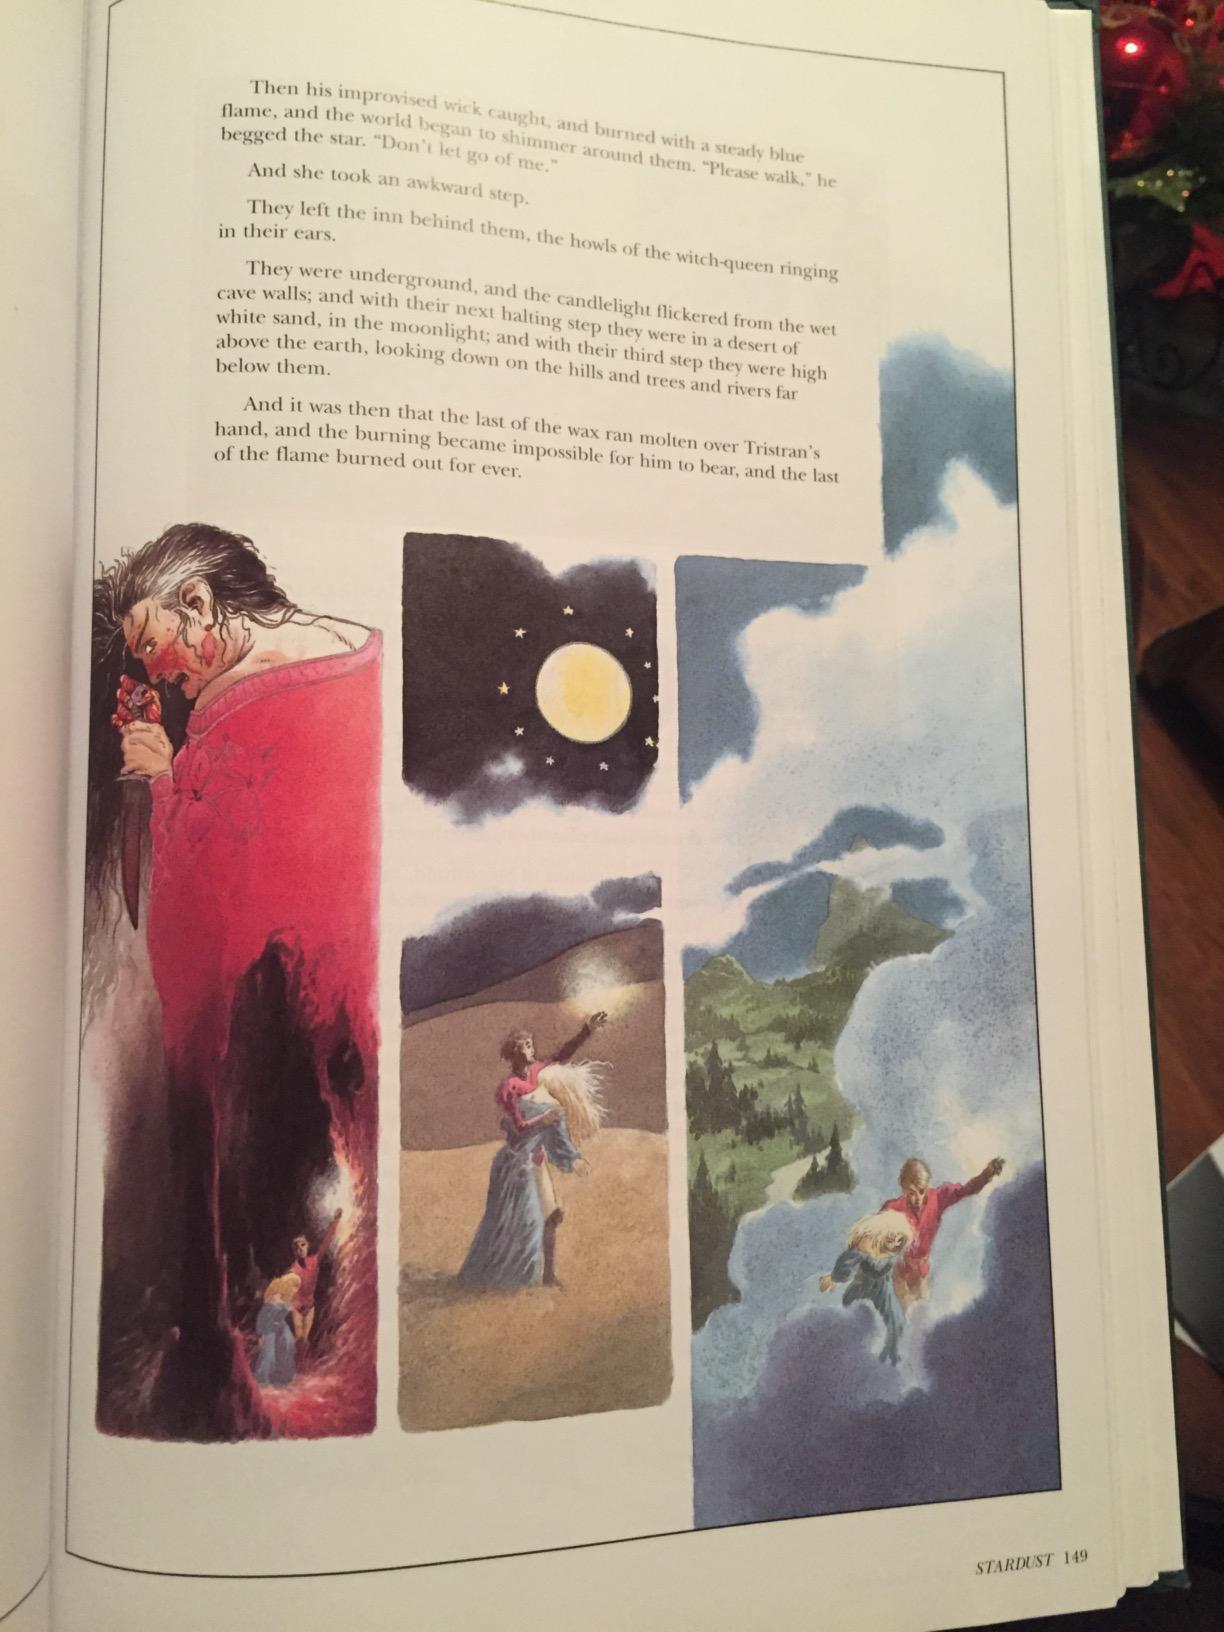 Then his improvised wick caught, and burned with a steady blue
flame, and the world began to shimmer around them. “Please walk,” he
begged the star. “Don’t let go of me.”
And she took an awkward step.
They left the inn behind them, the howls of the witch-queen ringing
in their ears.
They were underground, and the candlelight flickered from the wet
cave walls; and with their next halting step they were in a desert of
white sand, in the moonlight; and with their third step they were high
above the earth, looking down on the hills and trees and rivers far
below them.
And it was then that the last of the wax ran molten over Tristran’s
hand, and the burning became impossible for him to bear, and the last
of the flame burned out for ever.
STARDUST 149